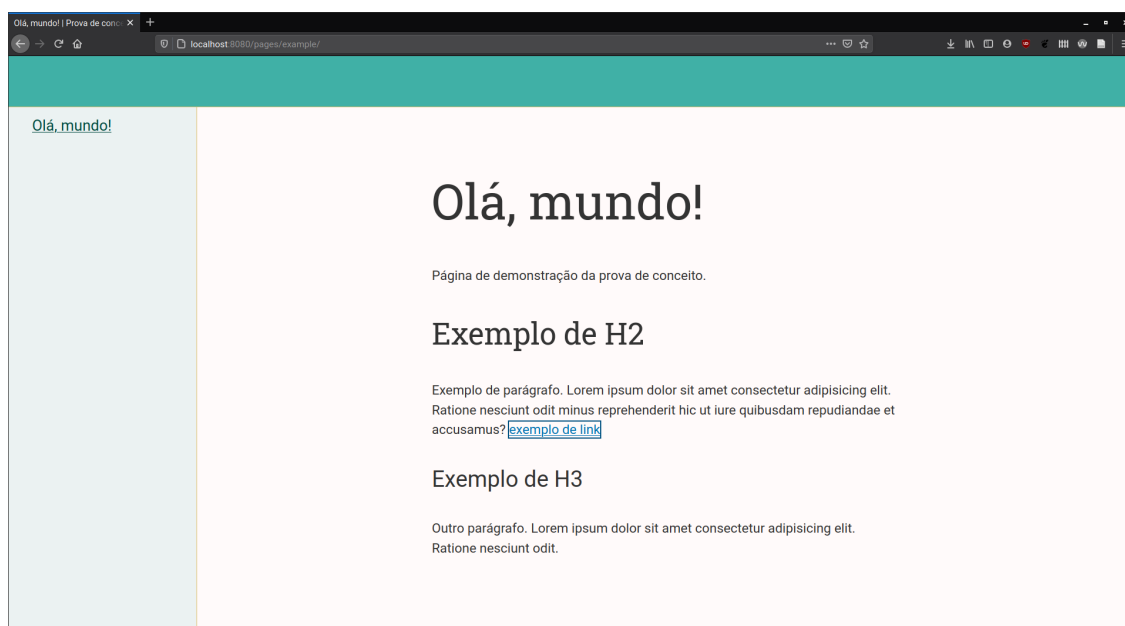 Olá, mundo! | Prova de conc
localhost:8080/pages/example/
Olá, mundo!
Olá, mundo!
Página de demonstração da prova de conceito.
Exemplo de H2
Exemplo de parágrafo. Lorem ipsum dolor sit amet consectetur adipisicing elit.
Ratione nesciunt odit minus reprehenderit hic ut iure quibusdam repudiandae et
accusamus? exemplo de link
Exemplo de H3
Outro parágrafo. Lorem ipsum dolor sit amet consectetur adipisicing elit.
Ratione nesciunt odit.